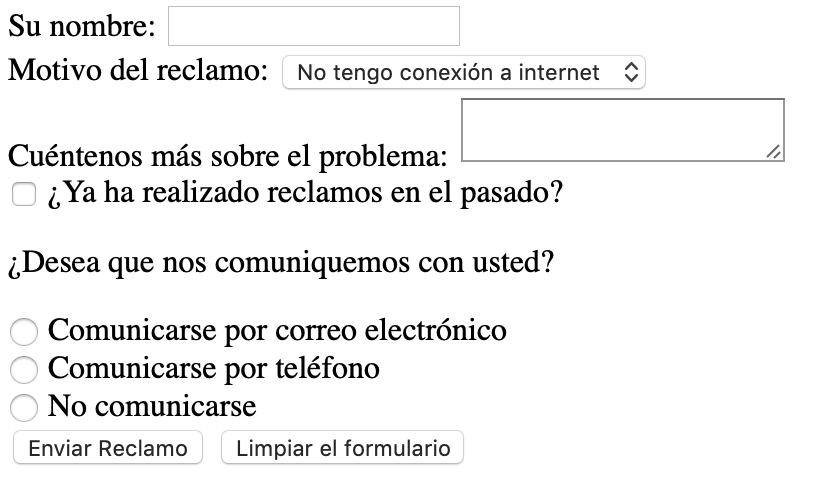 Su nombre:
Motivo del reclamo: No tengo conexión a internet
Cuéntenos más sobre el problema:
¿Ya ha realizado reclamos en el pasado?
¿Desea que nos comuniquemos con usted?
Comunicarse por correo electrónico
Comunicarse por teléfono
No comunicarse
Enviar Reclamo Limpiar el formulario